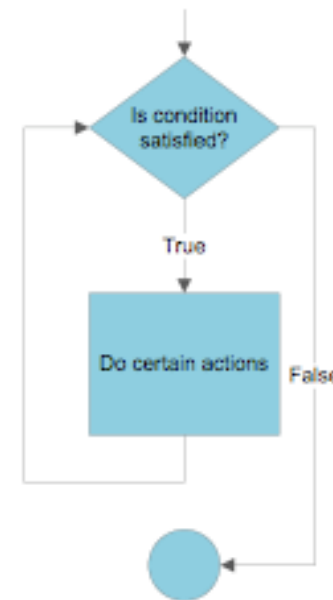 Is condition
satisfied?
True
Do certain actions
False